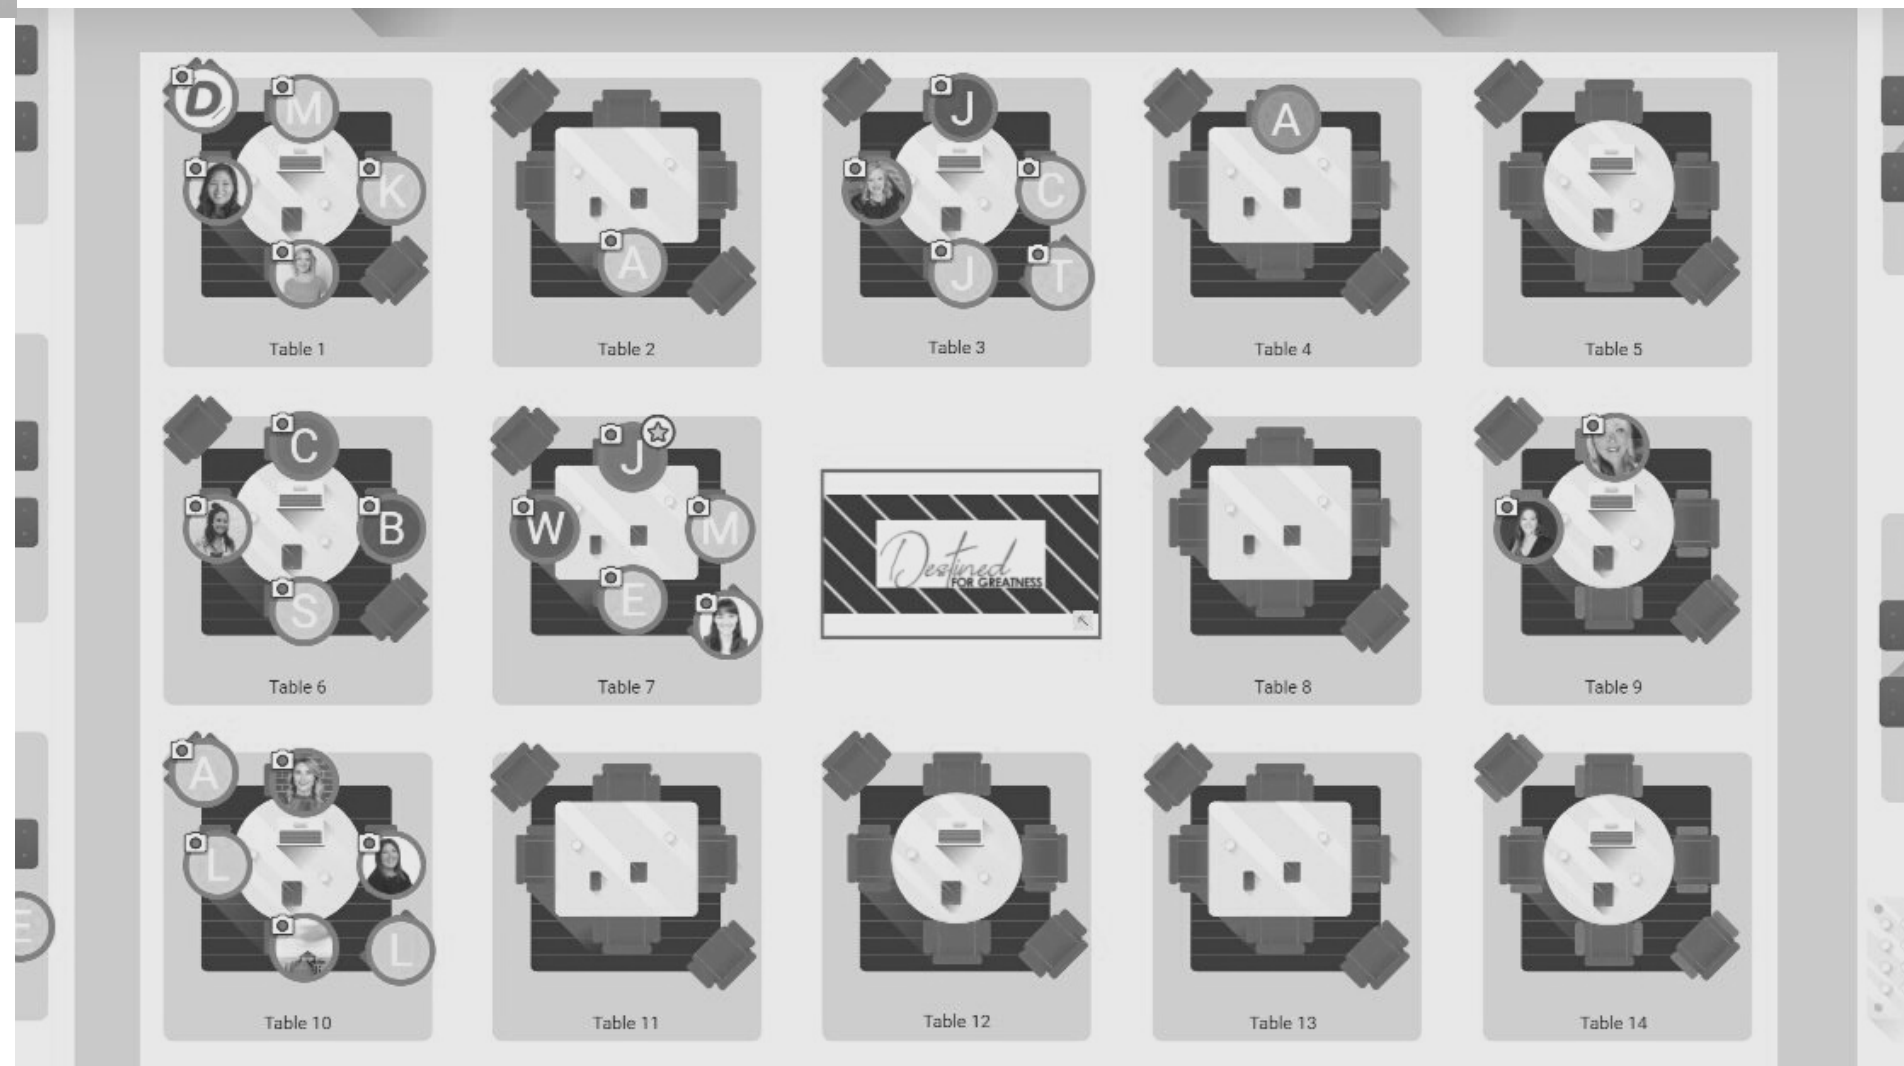 D
M
K
Table 1
A
Table 2
J
C
J
T
Table 3
A
Table 4
Table 5
C
B
S
Table 6
J
W
M
E
Table 7
Destined
FOR GREATNESS
Table 8
Table 9
A
L
L
Table 10
Table 11
Table 12
Table 13
Table 14
E